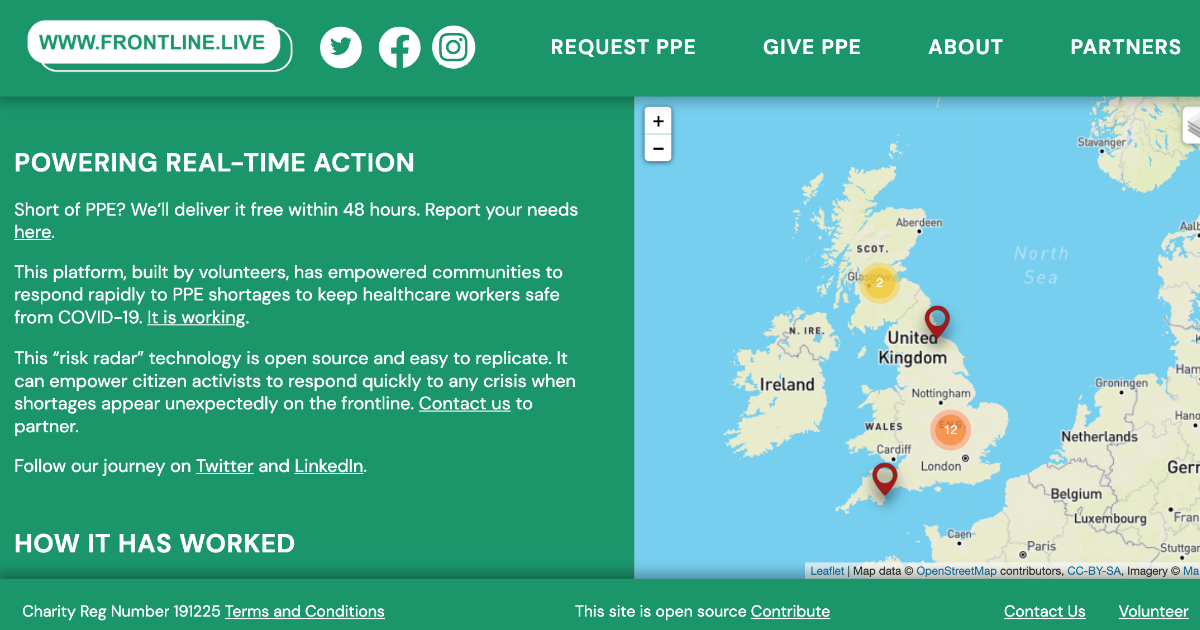 WWW.FRONTLINE.LIVE
REQUEST PPE
GIVE PPE
ABOUT
PARTNERS
POWERING REAL-TIME ACTION
Short of PPE? We'll deliver it free within 48 hours. Report your needs
here.
This platform, built by volunteers, has empowered communities to
respond rapidly to PPE shortages to keep healthcare workers safe
from COVID-19. It is working.
This “risk radar” technology is open source and easy to replicate. It
can empower citizen activists to respond quickly to any crisis when
shortages appear unexpectedly on the frontline. Contact us to
partner.
Follow our journey on Twitter and LinkedIn.
HOW IT HAS WORKED
+
−
Stavanger
Aberdeen
SCOT.
North
Sea
Glasgow
2
N. IRE.
United
Kingdom
Ireland
Nottingham
Groningen
WALES
12
Cardiff
London
Netherlands
Belgium
Luxembourg
Caen
Paris
Leaflet | Map data © OpenStreetMap contributors, CC-BY-SA, Imagery ©
Charity Reg Number 191225 Terms and Conditions
This site is open source Contribute
Contact Us
Volunteer